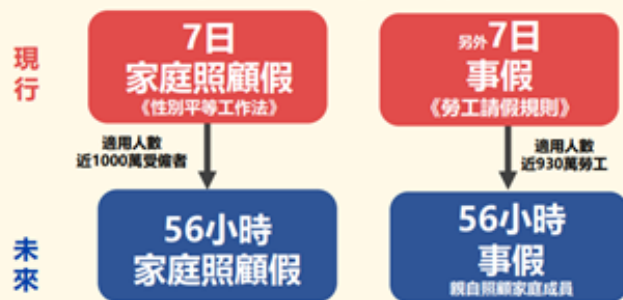 現行
7日
家庭照顧假
《性別平等工作法》
另外7日
事假
《勞工請假規則》
適用人數
近1000萬受僱者
適用人數
近930萬勞工
未來
56小時
家庭照顧假
56小時
事假
親自照顧家庭成員